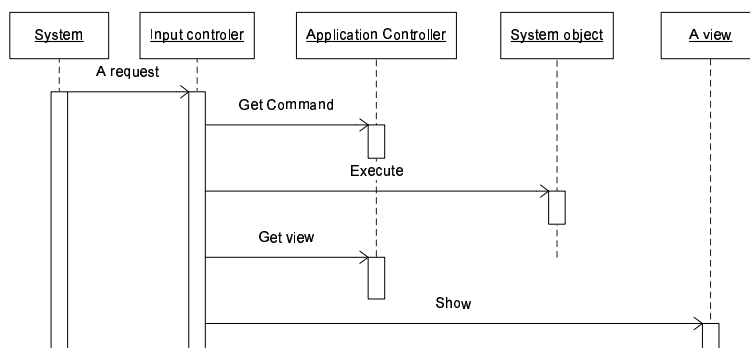 System
Input controler
Application Controller
System object
A view
A request
Get Command
Execute
Get view
Show